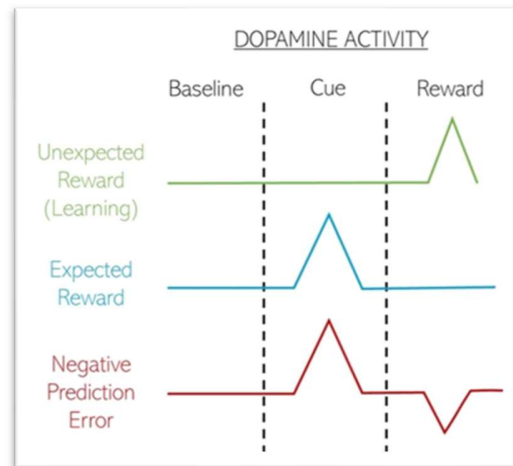 DOPAMINE ACTIVITY
Baseline Cue Reward
Unexpected
Reward
(Learning)
Expected
Reward
Negative
Prediction
Error